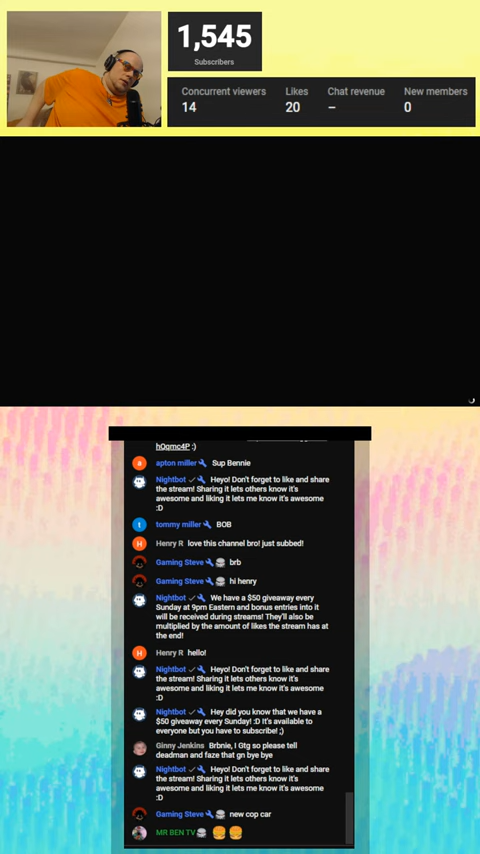 1,545
Subscribers
Concurrent viewers
14
Likes
20
Chat revenue
–
New members
0
hOqmc4P ;)
apton miller Sup Bennie
Nightbot Heyo! Don't forget to like and share
the stream! Sharing it lets others know it's
awesome and liking it lets me know it's awesome
:D
tommy miller BOB
Henry R love this channel bro! just subbed!
Gaming Steve brb
Gaming Steve hi henry
Nightbot We have a $50 giveaway every
Sunday at 9pm Eastern and bonus entries into it
will be received during streams! They'll also be
multiplied by the amount of likes the stream has at
the end!
Henry R hello!
Nightbot Heyo! Don't forget to like and share
the stream! Sharing it lets others know it's
awesome and liking it lets me know it's awesome
:D
Nightbot Hey did you know that we have a
$50 giveaway every Sunday! :D It's available to
everyone but you have to subscribe! ;)
Ginny Jenkins Brbnie, I Gtg so please tell
deadman and faze that gn bye bye
Nightbot Heyo! Don't forget to like and share
the stream! Sharing it lets others know it's
awesome and liking it lets me know it's awesome
:D
Gaming Steve new cop car
MR BEN TV